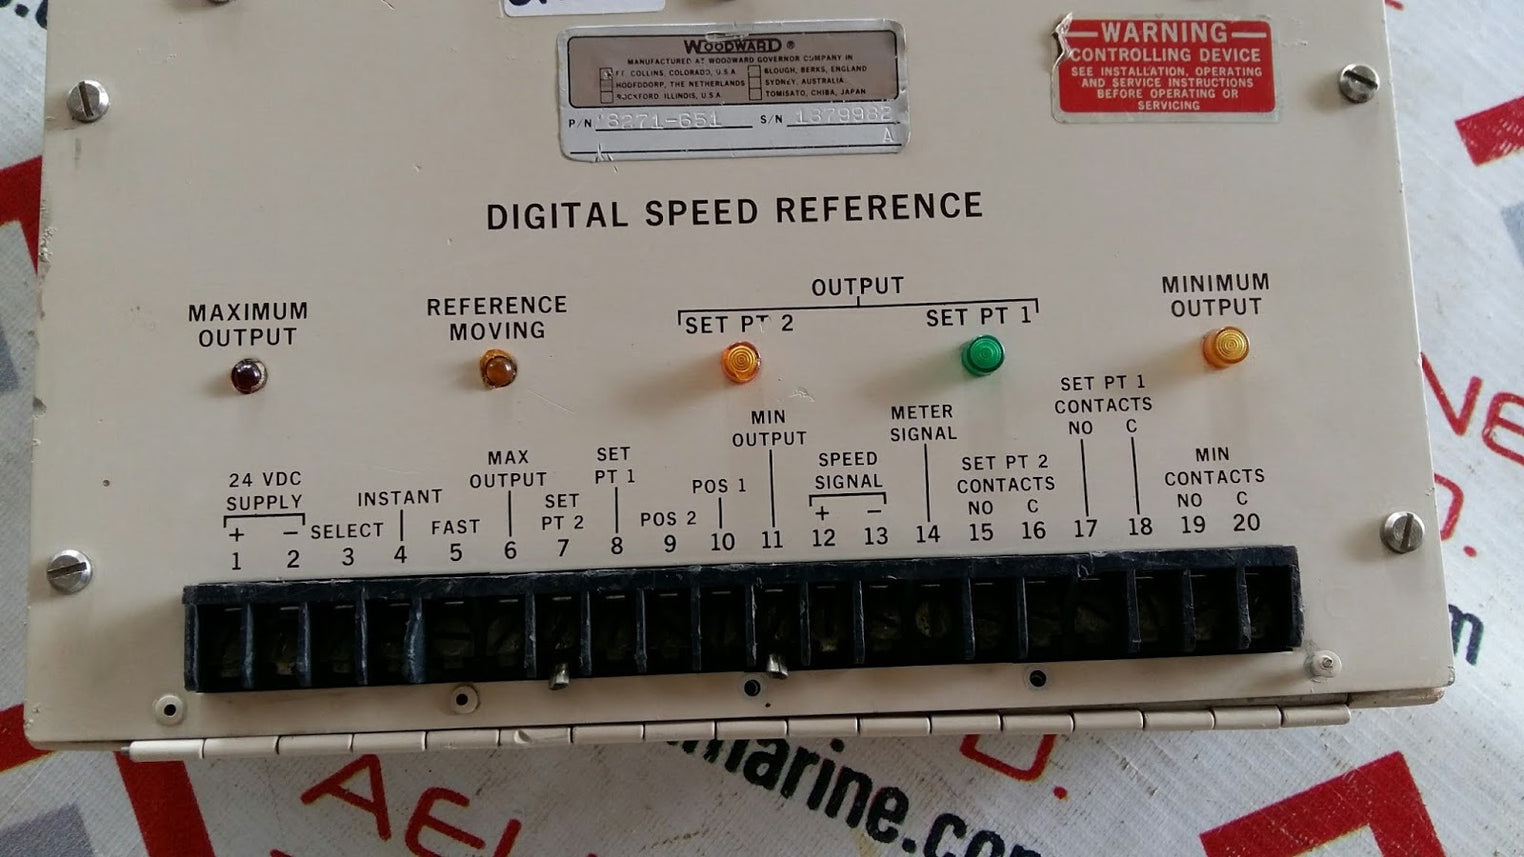 WOODWARD ®
MANUFACTURED AT WOODWARD GOVERNOR COMPANY IN
FT. COLLINS, COLORADO, U.S.A
SLOUGH, BERKS, ENGLAND
HOOFDDORP, THE NETHERLANDS
SYDNEY, AUSTRALIA
ROCKFORD, ILLINOIS, U.S.A
TOMISATO, CHIBA, JAPAN
P/N 8271-651 S/N 1679982
A
WARNING
CONTROLLING DEVICE
SEE INSTALLATION, OPERATING
AND SERVICE INSTRUCTIONS
BEFORE OPERATING OR
SERVICING
DIGITAL SPEED REFERENCE
MAXIMUM
OUTPUT
REFERENCE
MOVING
OUTPUT
SET PT 2
SET PT 1
MINIMUM
OUTPUT
24 VDC
SUPPLY
+ −
SELECT
INSTANT
FAST
MAX
OUTPUT
SET
PT 2
SET
PT 1
POS 2
POS 1
MIN
OUTPUT
SPEED
SIGNAL
+ −
METER
SIGNAL
SET PT 2
CONTACTS
NO C
SET PT 1
CONTACTS
NO C
MIN
CONTACTS
NO C
1 2 3 4 5 6 7 8 9 10 11 12 13 14 15 16 17 18 19 20
marine.com